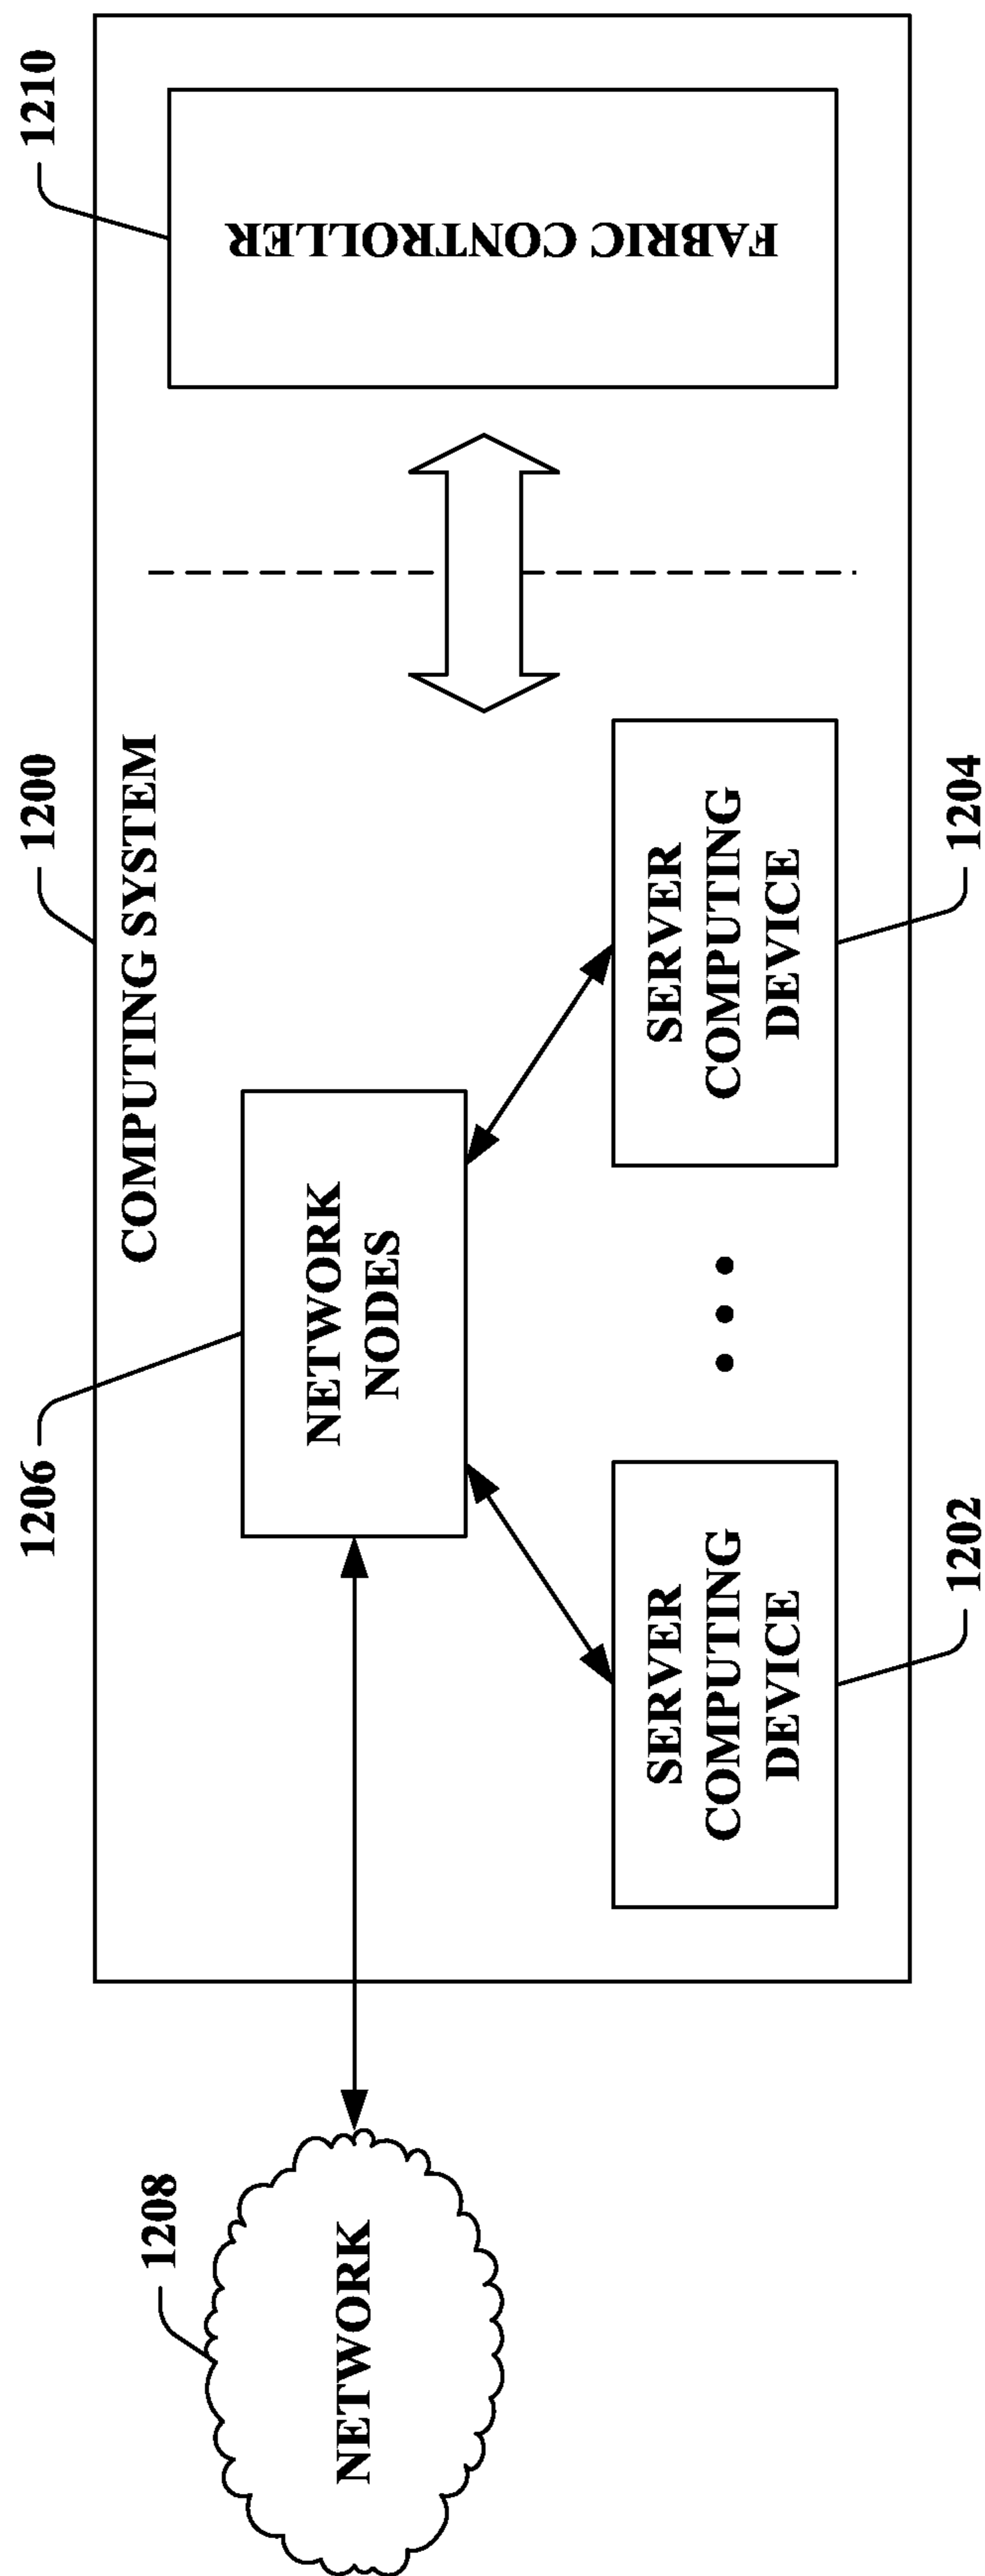 1200
COMPUTING SYSTEM
1206
NETWORK
NODES
1210
FABRIC CONTROLLER
1208
NETWORK
SERVER
COMPUTING
DEVICE
1202
SERVER
COMPUTING
DEVICE
1204